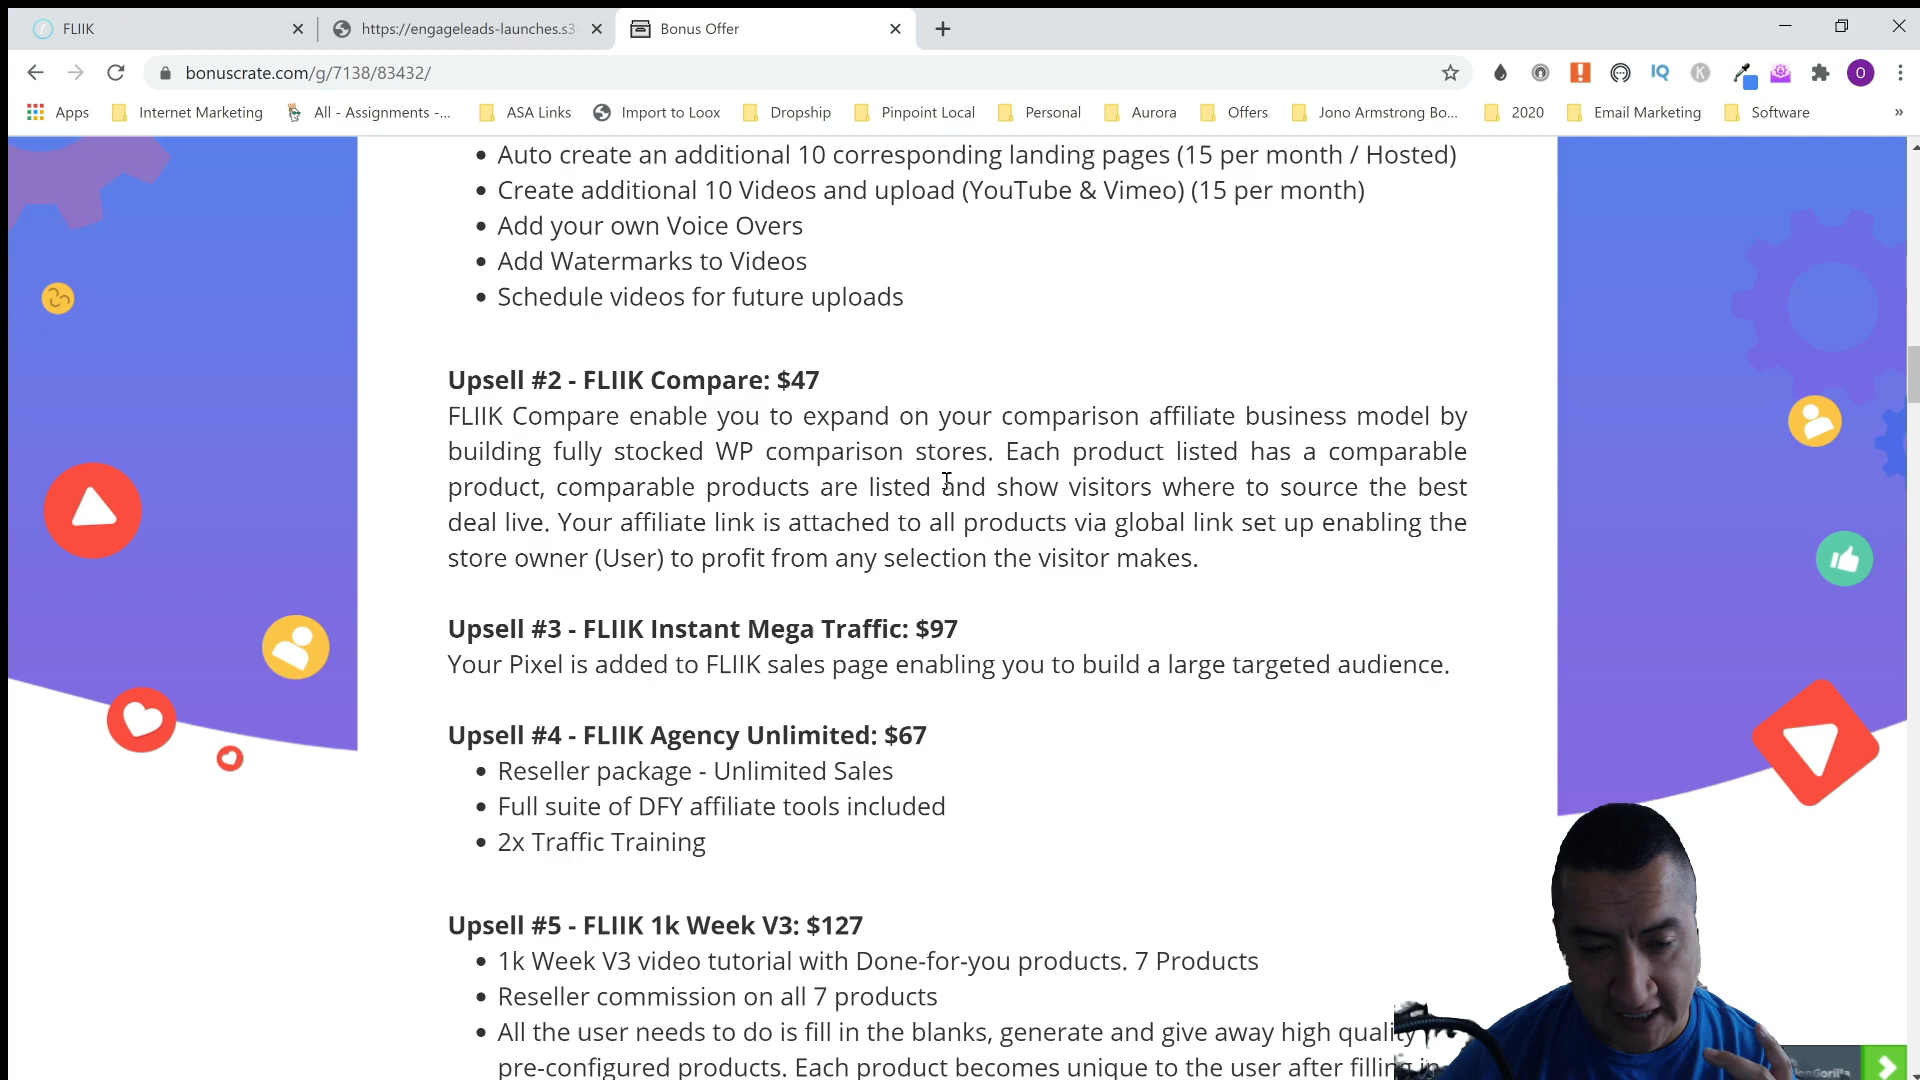 FLIIK
https://engageleads-launches.s3
Bonus Offer
bonuscrate.com/g/7138/83432/
IQ
K
O
Apps
Internet Marketing
All - Assignments -...
ASA Links
Import to Loox
Dropship
Pinpoint Local
Personal
Aurora
Offers
Jono Armstrong Bo...
2020
Email Marketing
Software
»
• Auto create an additional 10 corresponding landing pages (15 per month / Hosted)
• Create additional 10 Videos and upload (YouTube & Vimeo) (15 per month)
• Add your own Voice Overs
• Add Watermarks to Videos
• Schedule videos for future uploads
Upsell #2 - FLIIK Compare: $47
FLIIK Compare enable you to expand on your comparison affiliate business model by
building fully stocked WP comparison stores. Each product listed has a comparable
product, comparable products are listed and show visitors where to source the best
deal live. Your affiliate link is attached to all products via global link set up enabling the
store owner (User) to profit from any selection the visitor makes.
Upsell #3 - FLIIK Instant Mega Traffic: $97
Your Pixel is added to FLIIK sales page enabling you to build a large targeted audience.
Upsell #4 - FLIIK Agency Unlimited: $67
• Reseller package - Unlimited Sales
• Full suite of DFY affiliate tools included
• 2x Traffic Training
Upsell #5 - FLIIK 1k Week V3: $127
• 1k Week V3 video tutorial with Done-for-you products. 7 Products
• Reseller commission on all 7 products
• All the user needs to do is fill in the blanks, generate and give away high quality
pre-configured products. Each product becomes unique to the user after filling in